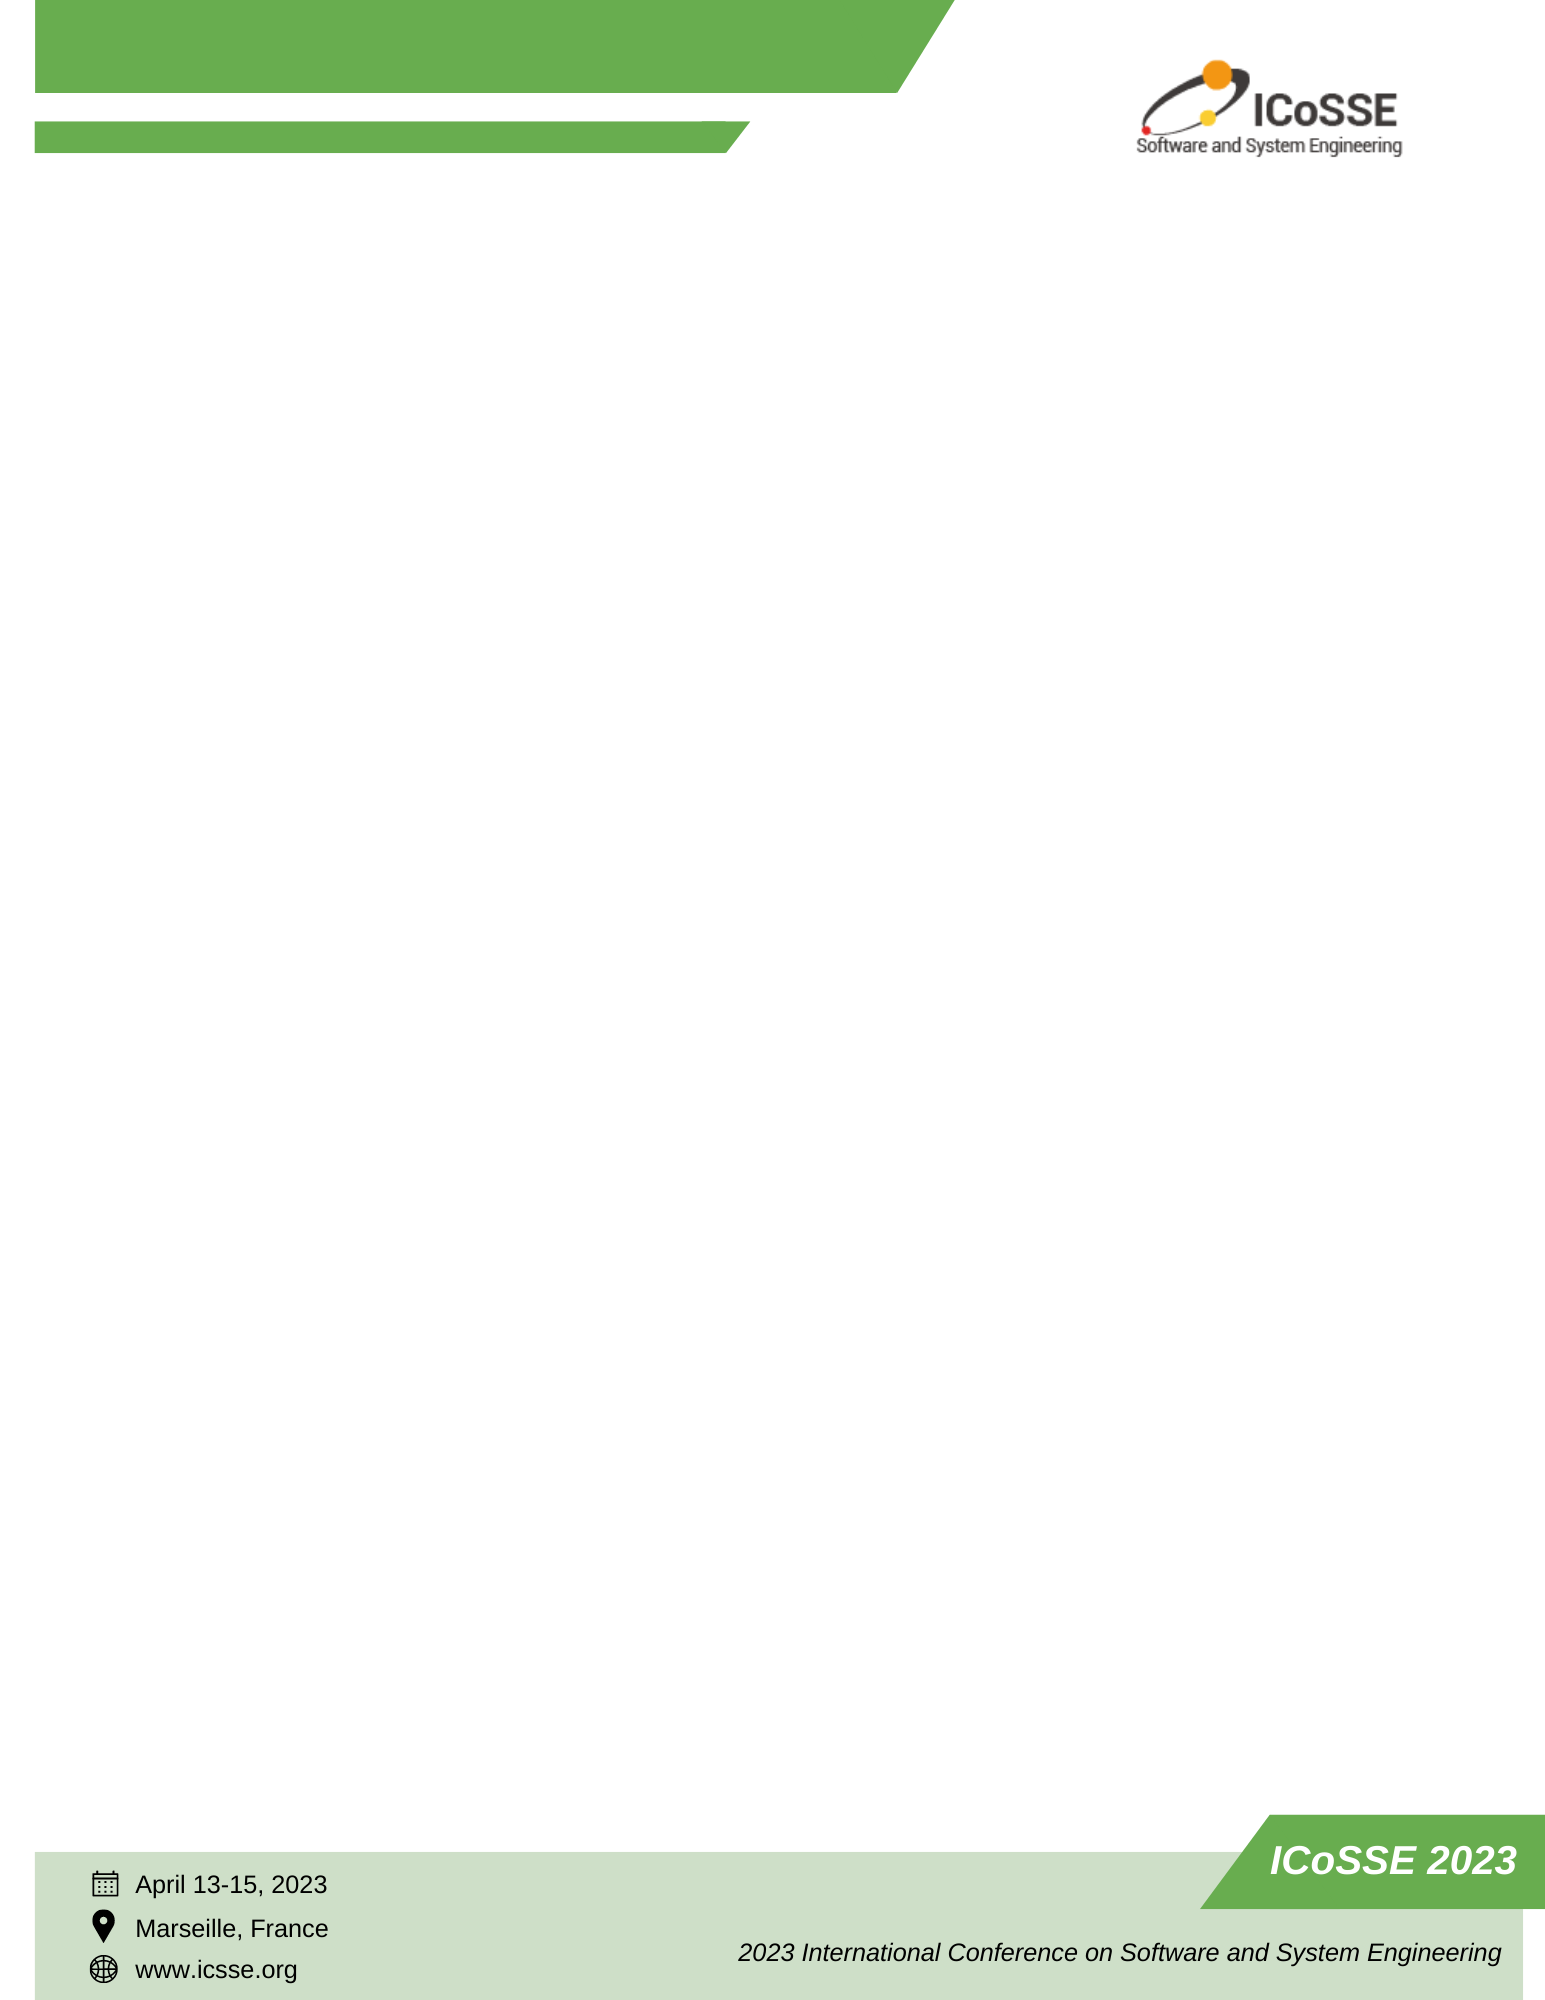 ICoSSE
Software and System Engineering
ICoSSE 2023
April 13-15, 2023
Marseille, France
www.icsse.org
2023 International Conference on Software and System Engineering